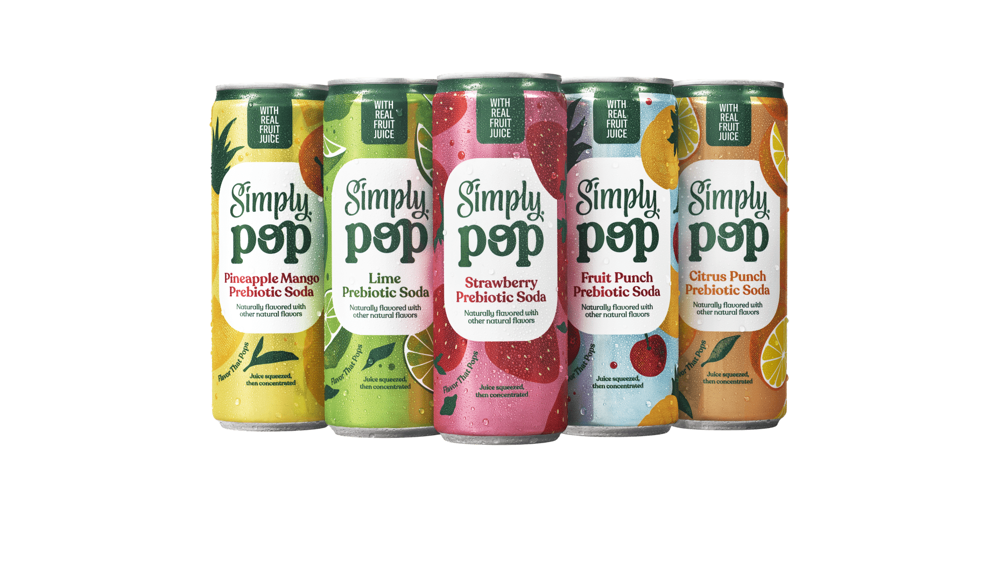 WITH
REAL
FRUIT
JUICE
Simply
pop
Pineapple Mango
Prebiotic Soda
Naturally flavored with
other natural flavors
Flavor That Pops
Juice squeezed,
then concentrated
WITH
REAL
FRUIT
JUICE
Simply
pop
Lime
Prebiotic Soda
Naturally flavored with
other natural flavors
Flavor That Pops
Juice squeezed,
then concentrated
WITH
REAL
FRUIT
JUICE
Simply
pop
Strawberry
Prebiotic Soda
Naturally flavored with
other natural flavors
Flavor That Pops
Juice squeezed,
then concentrated
WITH
REAL
FRUIT
JUICE
Simply
pop
Fruit Punch
Prebiotic Soda
Naturally flavored with
other natural flavors
That Pops
Juice squeezed,
then concentrated
WITH
REAL
FRUIT
JUICE
Simply
pop
Citrus Punch
Prebiotic Soda
Naturally flavored with
other natural flavors
That Pops
Juice squeezed,
then concentrated